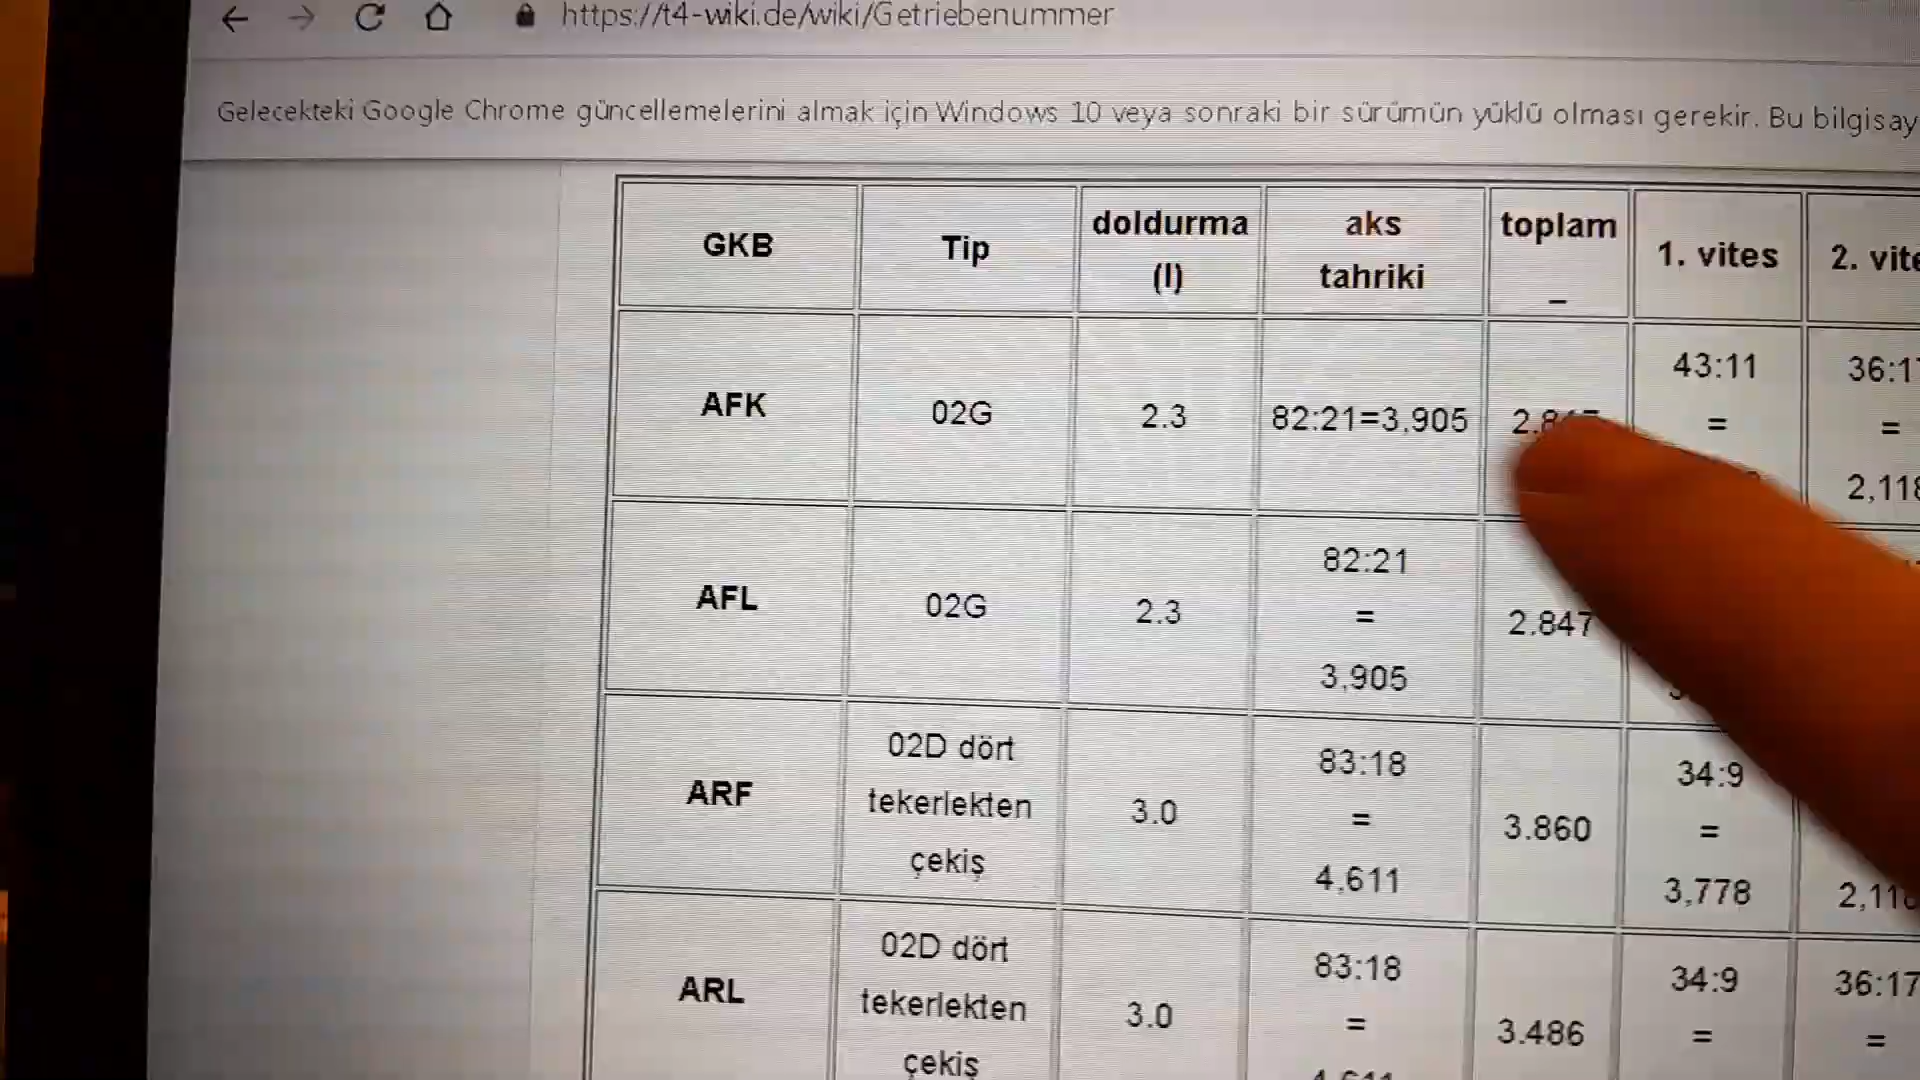 https://t4-wiki.de/wiki/Getriebenummer
Gelecekteki Google Chrome güncellemelerini almak için Windows 10 veya sonraki bir sürümün yüklü olması gerekir. Bu
GKB
Tip
doldurma
(l)
aks
tahriki
toplam
–
1. vites
2.
AFK
02G
2.3
82:21=3,905
43:11
=
=
AFL
02G
2.3
82:21
=
3,905
2.847
ARF
02D dört
tekerlekten
çekiş
3.0
83:18
=
4,611
3.860
34:9
=
3,778
ARL
02D dört
tekerlekten
çekiş
3.0
83:18
=
3.486
34:9
=
36:17
=